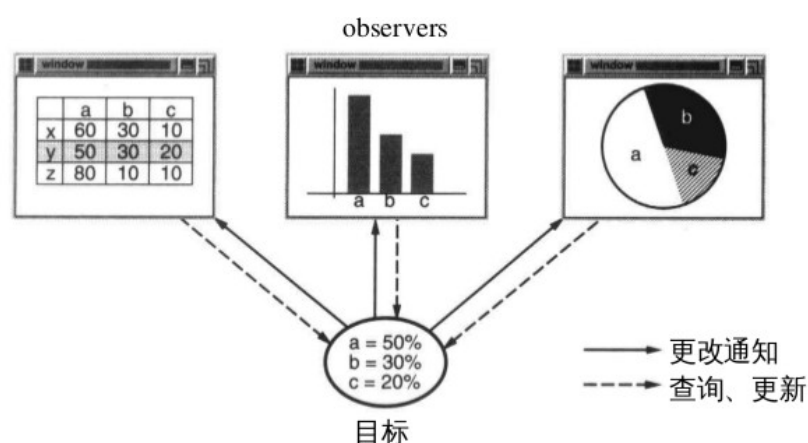 observers
window
window
window
a b c
x 60 30 10
y 50 30 20
z 80 10 10
a b c
a
b
c
a = 50%
b = 30%
c = 20%
目标
更改通知
查询、更新